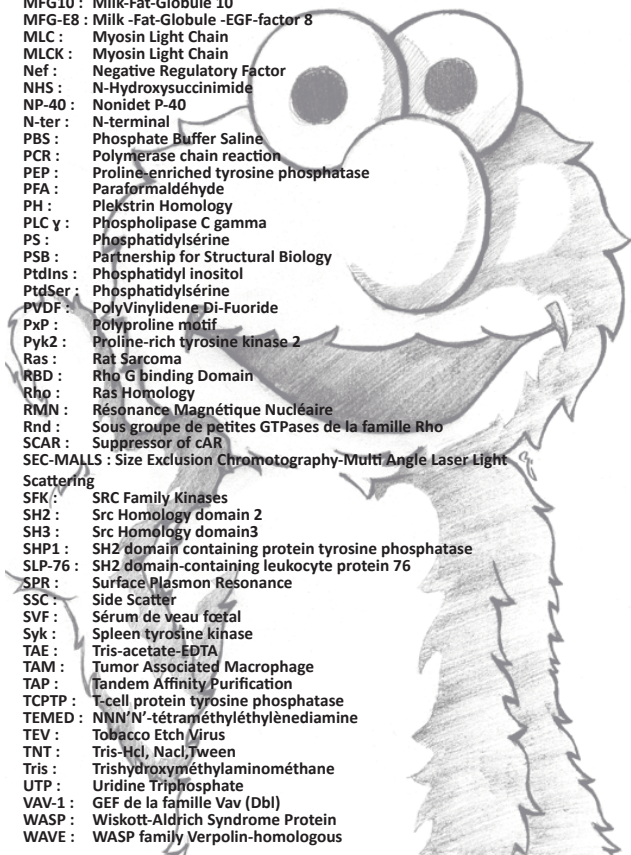 MFG10 : Milk-Fat-Globule 10
MFG-E8 : Milk -Fat-Globule -EGF-factor 8
MLC : Myosin Light Chain
MLCK : Myosin Light Chain
Nef : Negative Regulatory Factor
NHS : N-Hydroxysuccinimide
NP-40 : Nonidet P-40
N-ter : N-terminal
PBS : Phosphate Buffer Saline
PCR : Polymerase chain reaction
PEP : Proline-enriched tyrosine phosphatase
PFA : Paraformaldéhyde
PH : Plekstrin Homology
PLC γ : Phospholipase C gamma
PS : Phosphatidylsérine
PSB : Partnership for Structural Biology
PtdIns : Phosphatidyl inositol
PtdSer : Phosphatidylsérine
PVDF : PolyVinylidene Di-Fuoride
PxP : Polyproline motif
Pyk2 : Proline-rich tyrosine kinase 2
Ras : Rat Sarcoma
RBD : Rho G binding Domain
Rho : Ras Homology
RMN : Résonance Magnétique Nucléaire
Rnd : Sous groupe de petites GTPases de la famille Rho
SCAR : Suppressor of cAR
SEC-MALLS : Size Exclusion Chromotography-Multi Angle Laser Light
Scattering
SFK : SRC Family Kinases
SH2 : Src Homology domain 2
SH3 : Src Homology domain3
SHP1 : SH2 domain containing protein tyrosine phosphatase
SLP-76 : SH2 domain-containing leukocyte protein 76
SPR : Surface Plasmon Resonance
SSC : Side Scatter
SVF : Sérum de veau fœtal
Syk : Spleen tyrosine kinase
TAE : Tris-acetate-EDTA
TAM : Tumor Associated Macrophage
TAP : Tandem Affinity Purification
TCPTP : T-cell protein tyrosine phosphatase
TEMED : NNN'N'-tétraméthyléthylènediamine
TEV : Tobacco Etch Virus
TNT : Tris-Hcl, Nacl,Tween
Tris : Trishydroxyméthylaminométhane
UTP : Uridine Triphosphate
VAV-1 : GEF de la famille Vav (Dbl)
WASP : Wiskott-Aldrich Syndrome Protein
WAVE : WASP family Verpolin-homologous